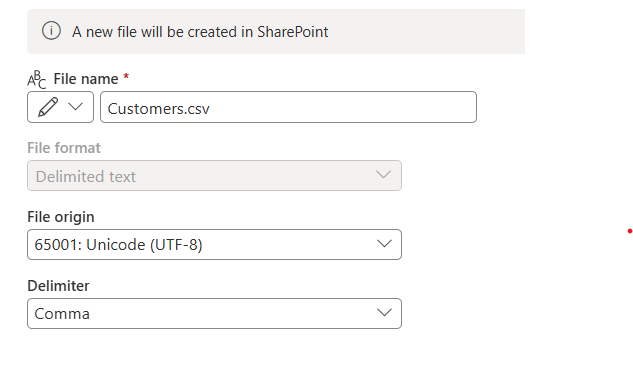 A new file will be created in SharePoint
ABC File name *
Customers.csv
File format
Delimited text
File origin
65001: Unicode (UTF-8)
Delimiter
Comma